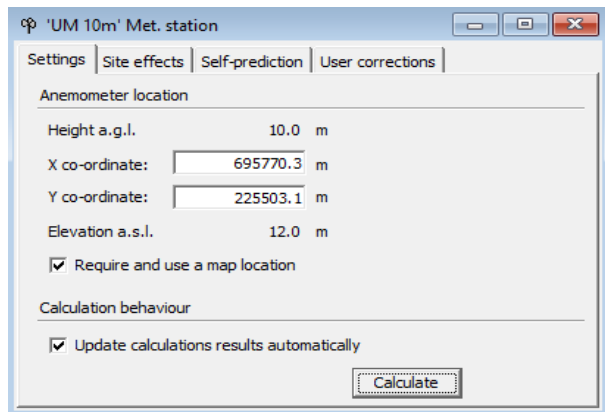 'UM 10m' Met. station
Settings Site effects Self-prediction User corrections
Anemometer location
Height a.g.l. 10.0 m
X co-ordinate: 695770.3 m
Y co-ordinate: 225503.1 m
Elevation a.s.l. 12.0 m
Require and use a map location
Calculation behaviour
Update calculations results automatically
Calculate